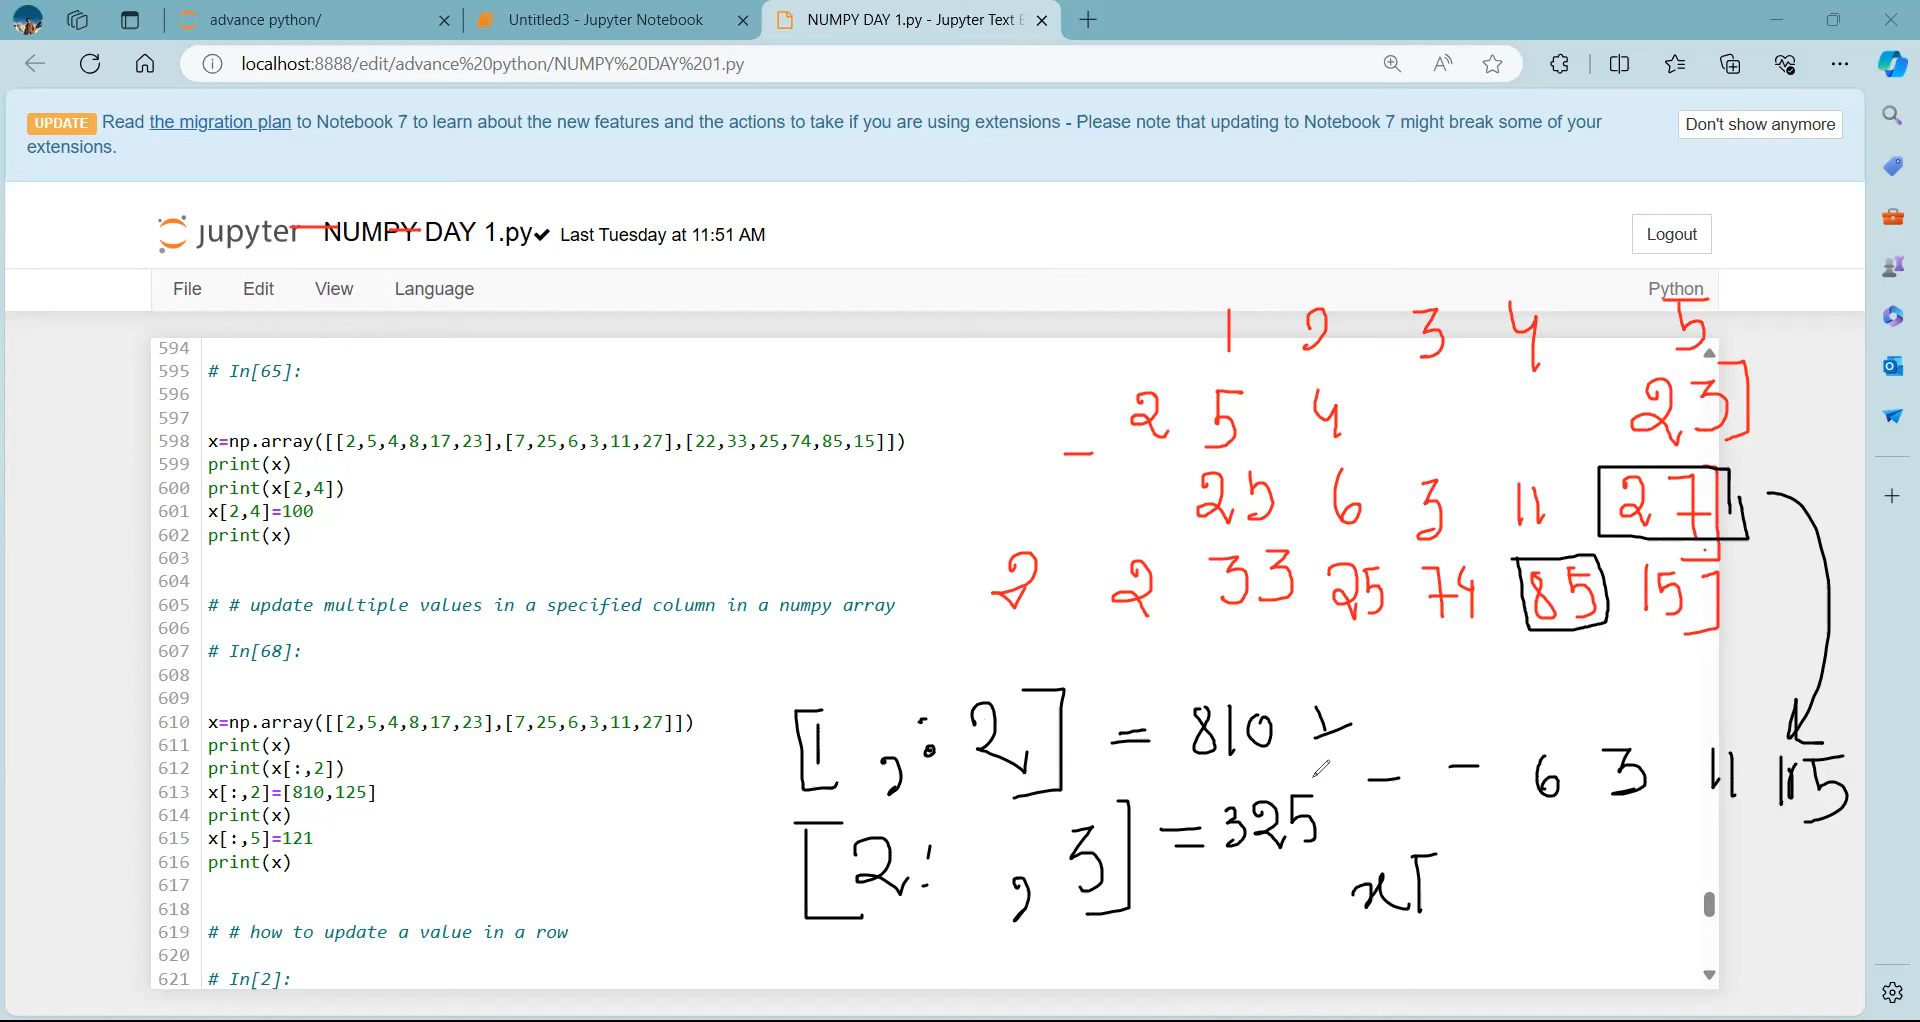 advance python/
Untitled3 - Jupyter Notebook
NUMPY DAY 1.py - Jupyter Text E
localhost:8888/edit/advance%20python/NUMPY%20DAY%201.py
UPDATE Read the migration plan to Notebook 7 to learn about the new features and the actions to take if you are using extensions - Please note that updating to Notebook 7 might break some of your
extensions.
Don't show anymore
jupyter NUMPY DAY 1.py Last Tuesday at 11:51 AM
Logout
File Edit View Language
Python
594
595 # In[65]:
596
597
598 x=np.array([[2,5,4,8,17,23],[7,25,6,3,11,27],[22,33,25,74,85,15]])
599 print(x)
600 print(x[2,4])
601 x[2,4]=100
602 print(x)
603
604
605 # # update multiple values in a specified column in a numpy array
606
607 # In[68]:
608
609
610 x=np.array([[2,5,4,8,17,23],[7,25,6,3,11,27]])
611 print(x)
612 print(x[:,2])
613 x[:,2]=[810,125]
614 print(x)
615 x[:,5]=121
616 print(x)
617
618
619 # # how to update a value in a row
620
621 # In[2]:
1 2 3 4 5
2 5 4 23]
25 6 3 11 27]
2 2 33 25 74 85 15]
[1 , : 2] = 810
- - 6 3 11
[2: , 3] = 325
x[